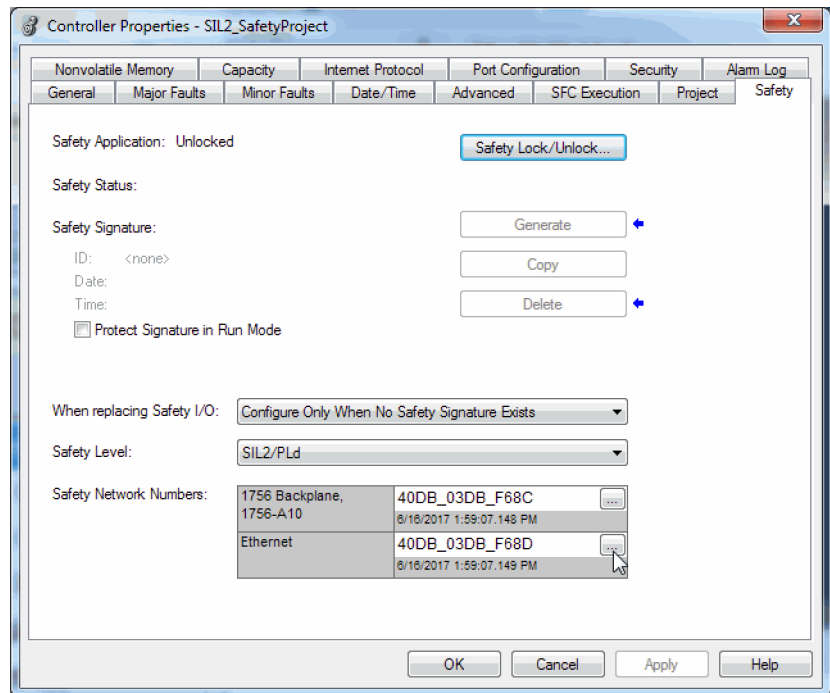 Controller Properties - SIL2_SafetyProject
Nonvolatile Memory Capacity Internet Protocol Port Configuration Security Alarm Log
General Major Faults Minor Faults Date/Time Advanced SFC Execution Project Safety
Safety Application: Unlocked
Safety Lock/Unlock...
Safety Status:
Safety Signature:
Generate
ID: <none>
Copy
Date:
Time:
Delete
Protect Signature in Run Mode
When replacing Safety I/O: Configure Only When No Safety Signature Exists
Safety Level: SIL2/PLd
Safety Network Numbers:
1756 Backplane,
1756-A10
40DB_03DB_F68C ...
6/16/2017 1:59:07.148 PM
Ethernet
40DB_03DB_F68D ...
6/16/2017 1:59:07.149 PM
OK Cancel Apply Help